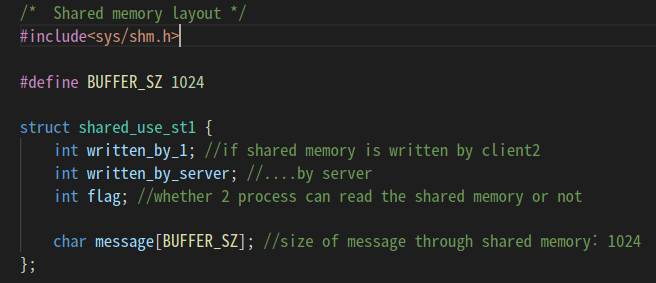 /*  Shared memory layout */
#include<sys/shm.h>
#define BUFFER_SZ 1024
struct shared_use_st1 {
int written_by_1; //if shared memory is written by client2
int written_by_server; //....by server
int flag; //whether 2 process can read the shared memory or not
char message[BUFFER_SZ]; //size of message through shared memory: 1024
};